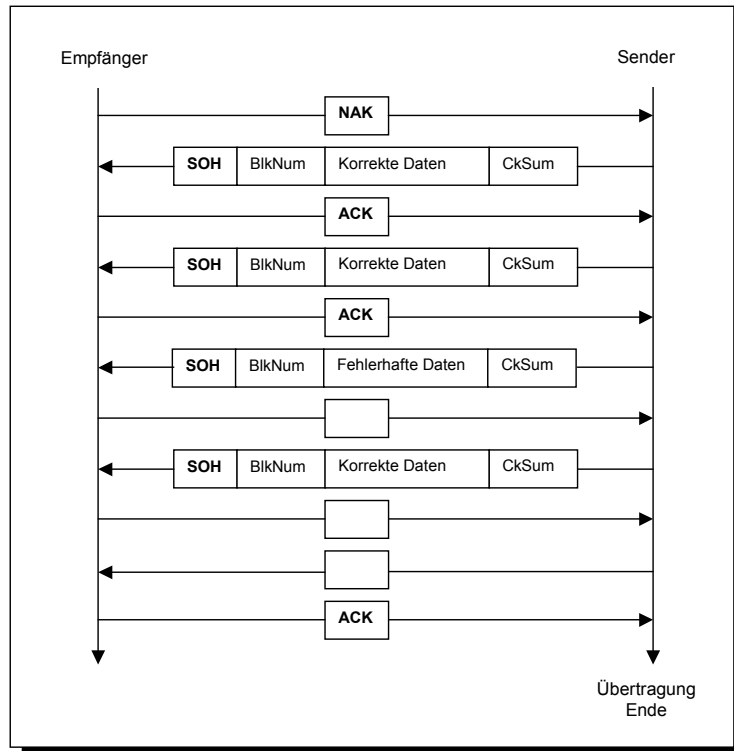 Empfänger Sender
NAK
SOH BlkNum Korrekte Daten CkSum
ACK
SOH BlkNum Korrekte Daten CkSum
ACK
SOH BlkNum Fehlerhafte Daten CkSum
SOH BlkNum Korrekte Daten CkSum
ACK
Übertragung
Ende